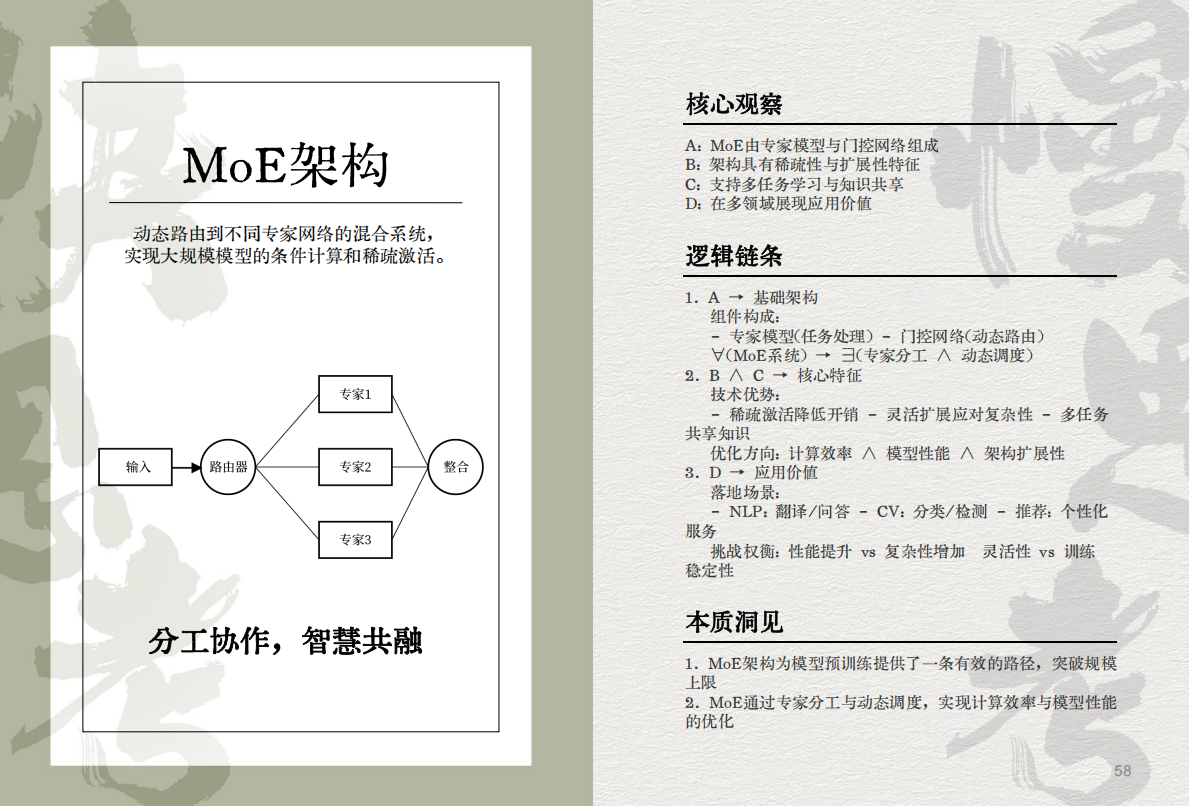 MoE架构
动态路由到不同专家网络的混合系统，
实现大规模模型的条件计算和稀疏激活。
专家1
输入
路由器
专家2
整合
专家3
分工协作，智慧共融
核心观察
A：MoE由专家模型与门控网络组成
B：架构具有稀疏性与扩展性特征
C：支持多任务学习与知识共享
D：在多领域展现应用价值
逻辑链条
1．A → 基础架构
组件构成：
- 专家模型（任务处理）- 门控网络（动态路由）
∀（MoE系统）→ ∃（专家分工 ∧ 动态调度）
2．B ∧ C → 核心特征
技术优势：
- 稀疏激活降低开销 - 灵活扩展应对复杂性 - 多任务
共享知识
优化方向：计算效率 ∧ 模型性能 ∧ 架构扩展性
3．D → 应用价值
落地场景：
- NLP：翻译/问答 - CV：分类/检测 - 推荐：个性化
服务
挑战权衡：性能提升 vs 复杂性增加 灵活性 vs 训练
稳定性
本质洞见
1．MoE架构为模型预训练提供了一条有效的路径，突破规模
上限
2．MoE通过专家分工与动态调度，实现计算效率与模型性能
的优化
慢思考
58